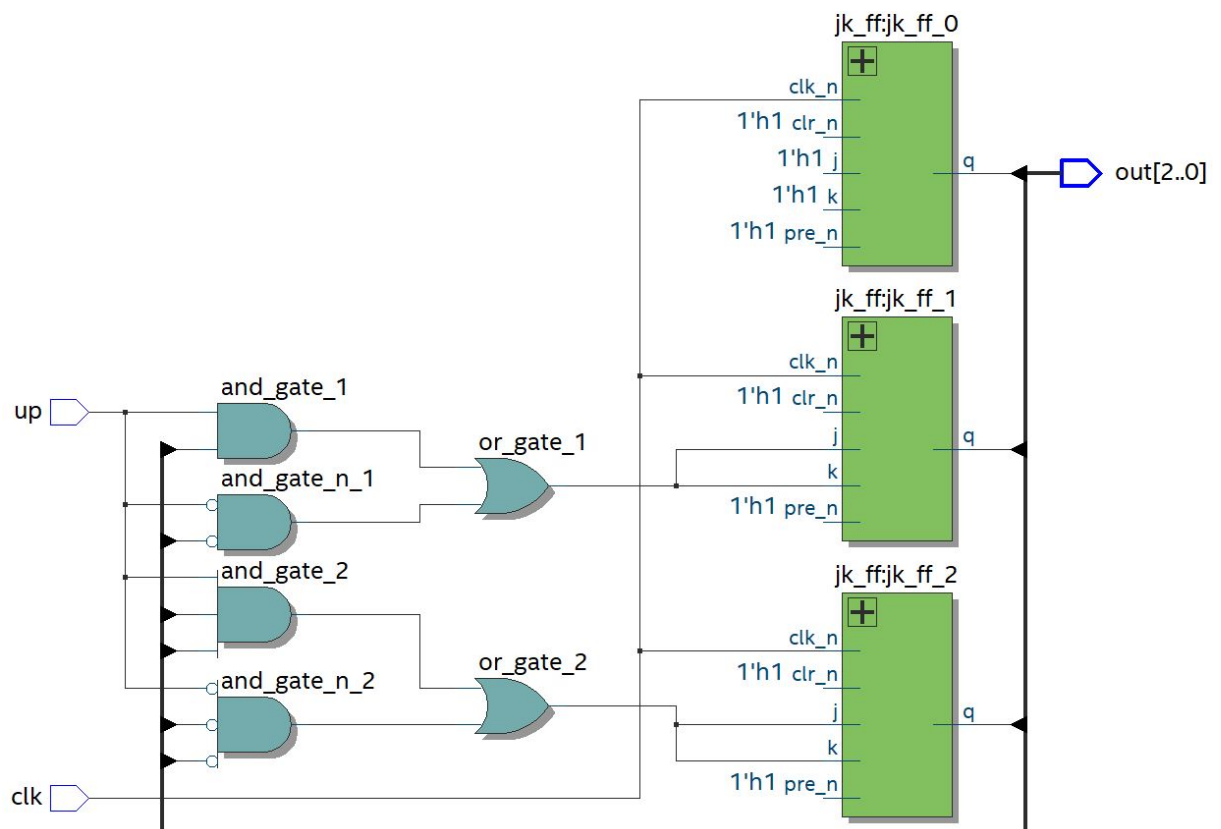 jk_ff:jk_ff_0
clk_n
1'h1 clr_n
1'h1 j
1'h1 k
1'h1 pre_n
q
out[2..0]
jk_ff:jk_ff_1
clk_n
1'h1 clr_n
j
k
1'h1 pre_n
q
up
and_gate_1
or_gate_1
and_gate_n_1
and_gate_2
or_gate_2
and_gate_n_2
jk_ff:jk_ff_2
clk_n
1'h1 clr_n
j
k
1'h1 pre_n
q
clk